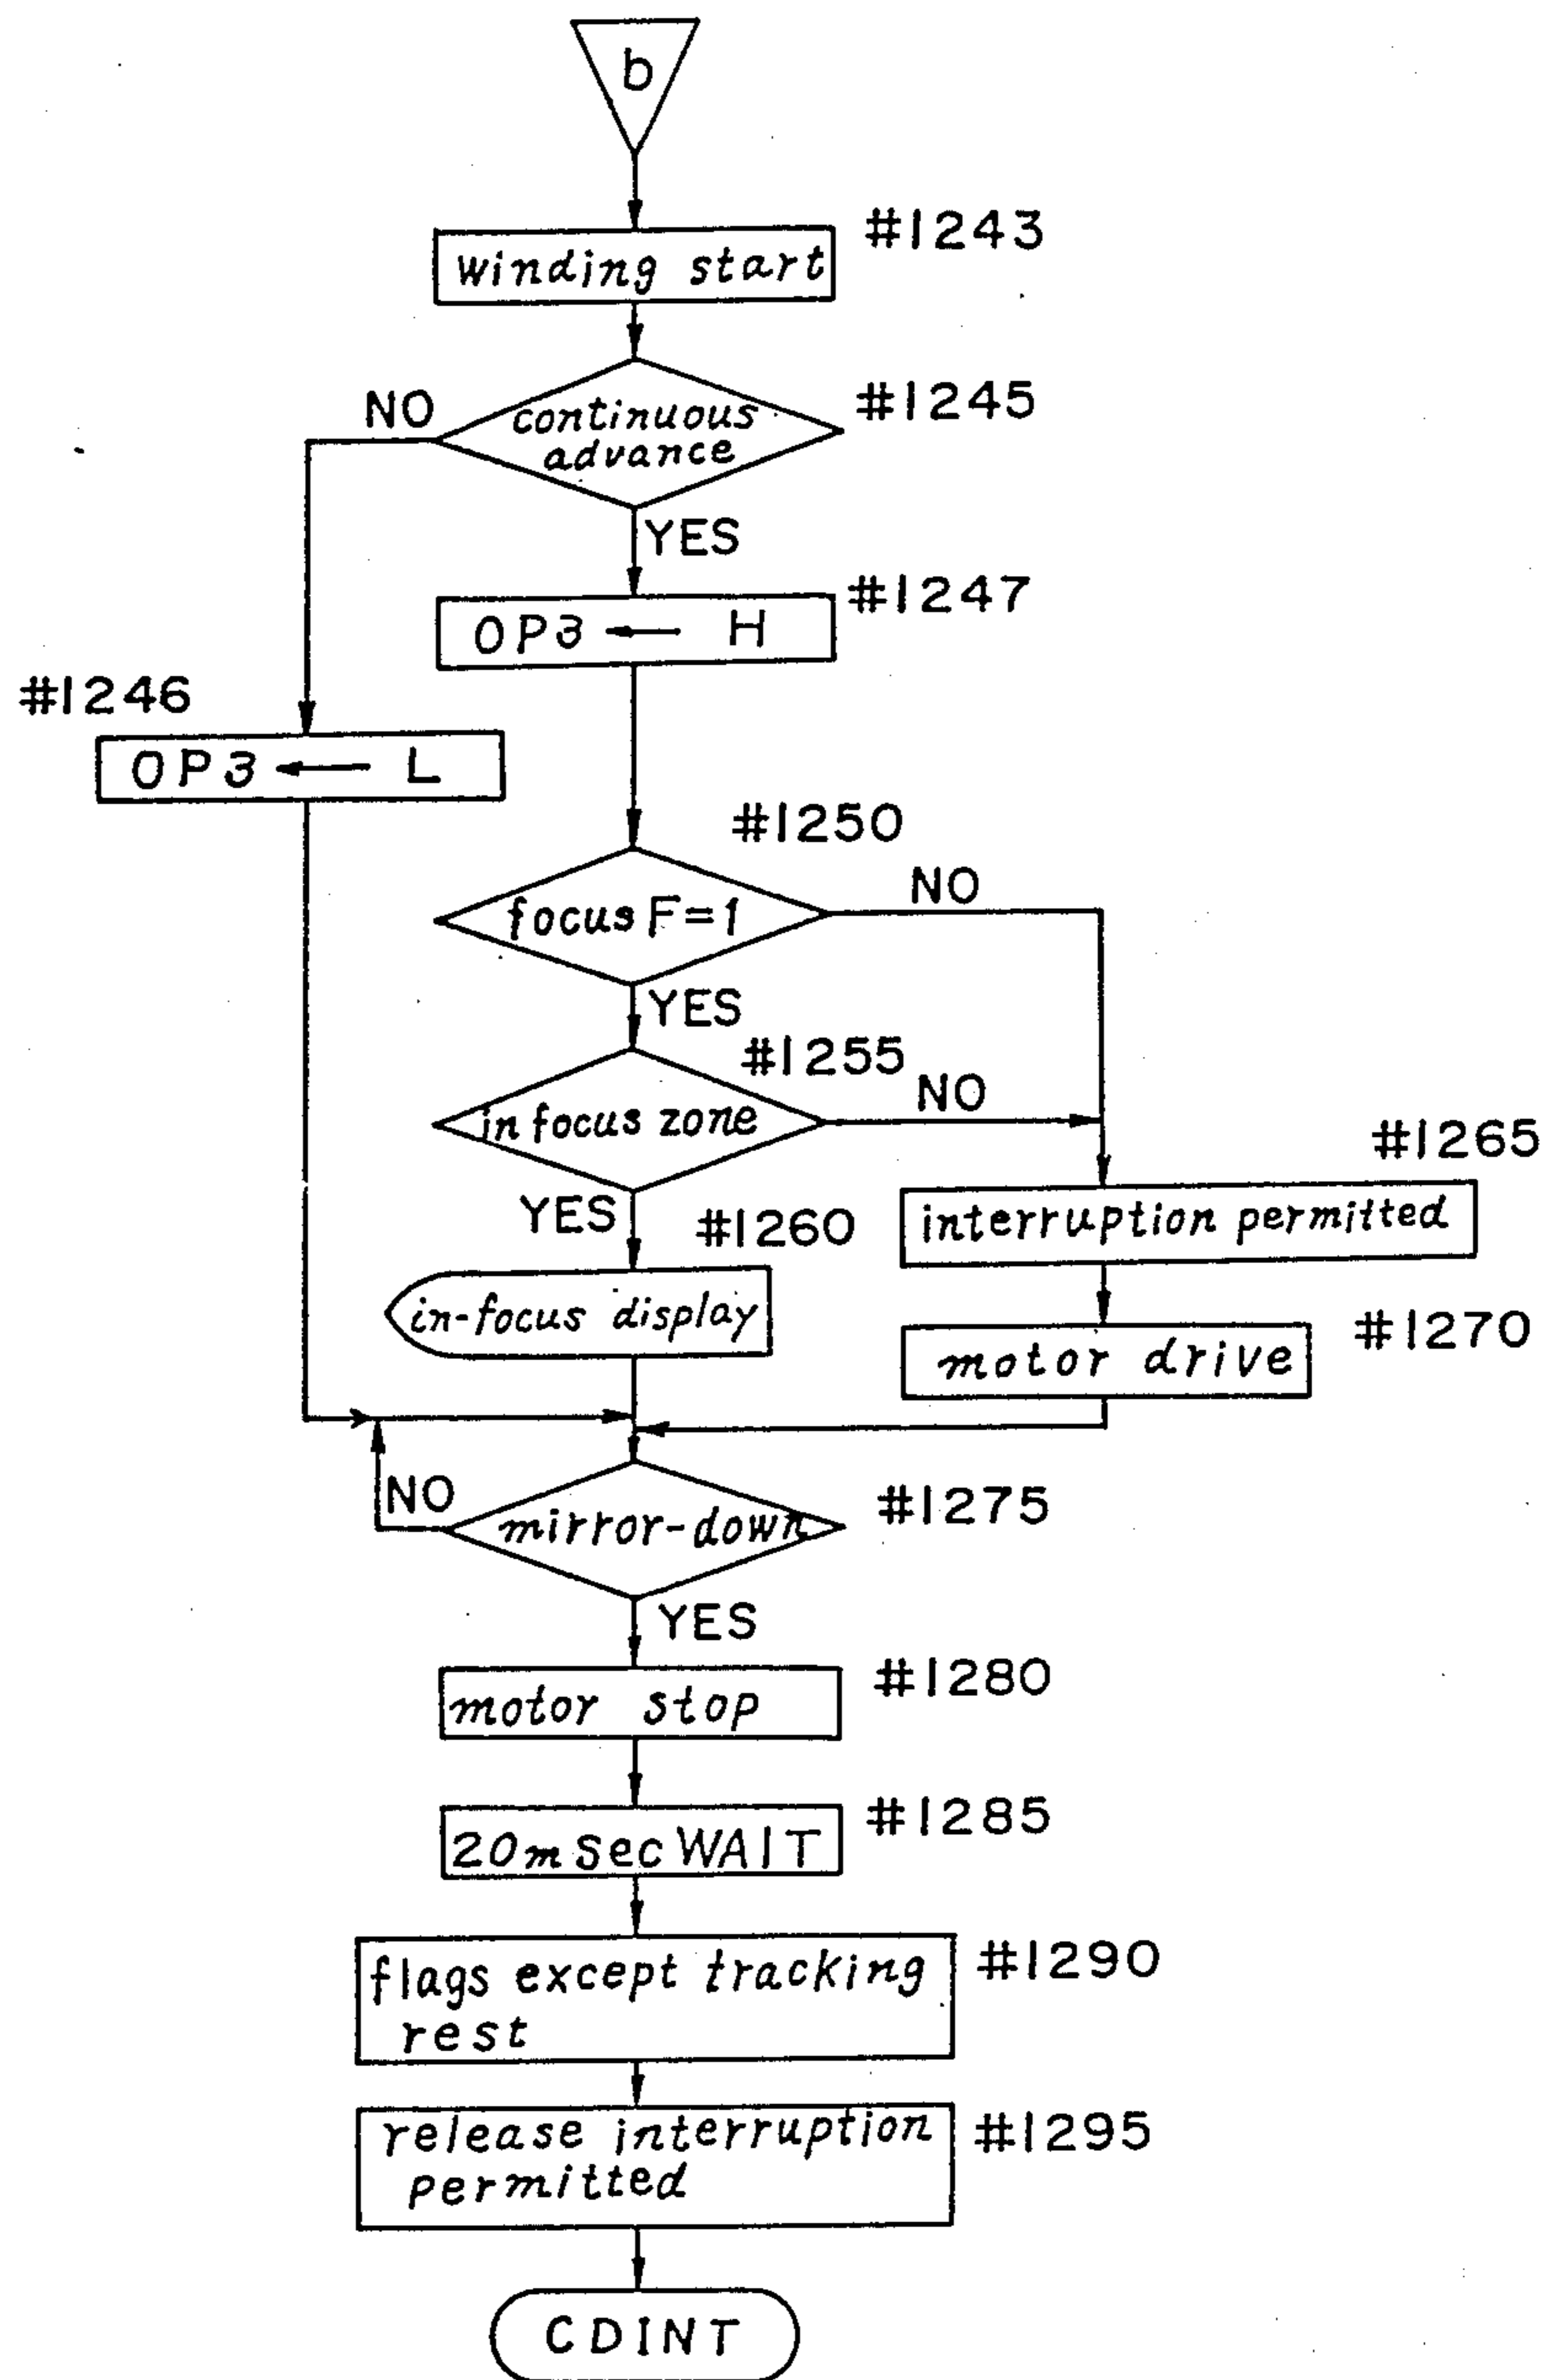 b
winding start
#1243
continuous
advance
#1245
NO
YES
OP3 ← H
#1247
#1246
OP3 ← L
#1250
focus F=1
NO
YES
#1255
in focus zone
NO
#1265
interruption permitted
YES
#1260
in-focus display
#1270
motor drive
NO
mirror-down
#1275
YES
motor stop
#1280
20msec WAIT
#1285
flags except tracking
rest
#1290
release interruption
permitted
#1295
CDINT